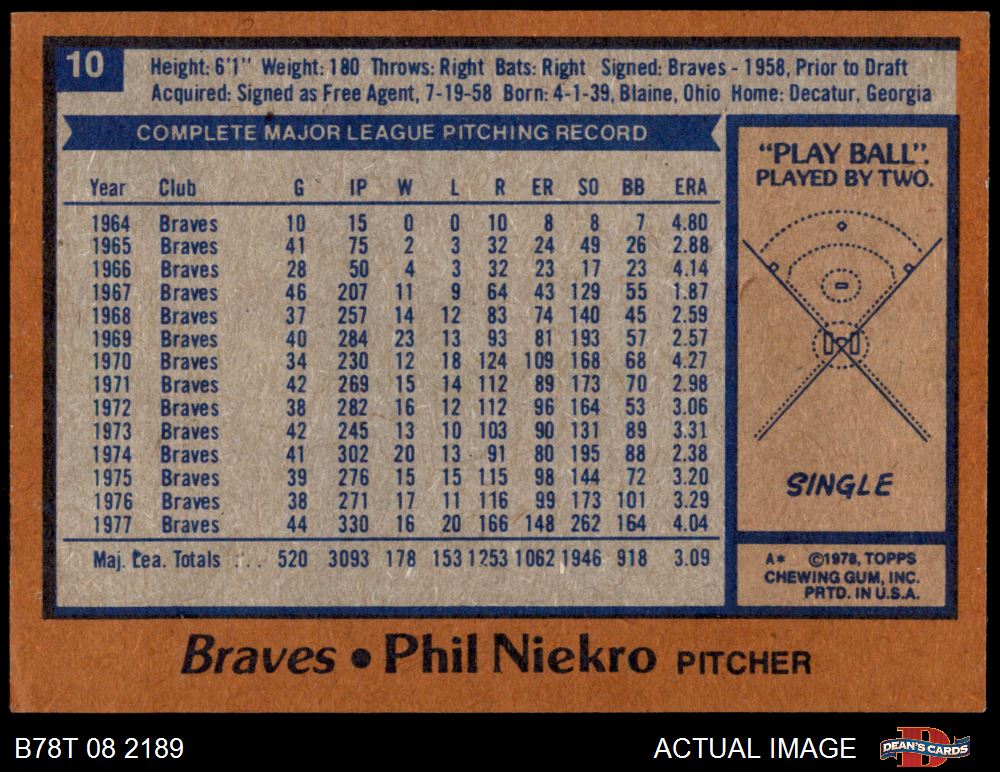 10
Height: 6'1" Weight: 180 Throws: Right Bats: Right Signed: Braves - 1958, Prior to Draft
Acquired: Signed as Free Agent, 7-19-58 Born: 4-1-39, Blaine, Ohio Home: Decatur, Georgia
COMPLETE MAJOR LEAGUE PITCHING RECORD
Year Club G IP W L R ER SO BB ERA
1964 Braves 10 15 0 0 10 8 8 7 4.80
1965 Braves 41 75 2 3 32 24 49 26 2.88
1966 Braves 28 50 4 3 32 23 17 23 4.14
1967 Braves 46 207 11 9 64 43 129 55 1.87
1968 Braves 37 257 14 12 83 74 140 45 2.59
1969 Braves 40 284 23 13 93 81 193 57 2.57
1970 Braves 34 230 12 18 124 109 168 68 4.27
1971 Braves 42 269 15 14 112 89 173 70 2.98
1972 Braves 38 282 16 12 112 96 164 53 3.06
1973 Braves 42 245 13 10 103 90 131 89 3.31
1974 Braves 41 302 20 13 91 80 195 88 2.38
1975 Braves 39 276 15 15 115 98 144 72 3.20
1976 Braves 38 271 17 11 116 99 173 101 3.29
1977 Braves 44 330 16 20 166 148 262 164 4.04
Maj. Lea. Totals ... 520 3093 178 153 1253 1062 1946 918 3.09
"PLAY BALL".
PLAYED BY TWO.
SINGLE
A* ©1978, TOPPS
CHEWING GUM, INC.
PRTD. IN U.S.A.
Braves • Phil Niekro PITCHER
B78T 08 2189
ACTUAL IMAGE
D
DEAN'S CARDS